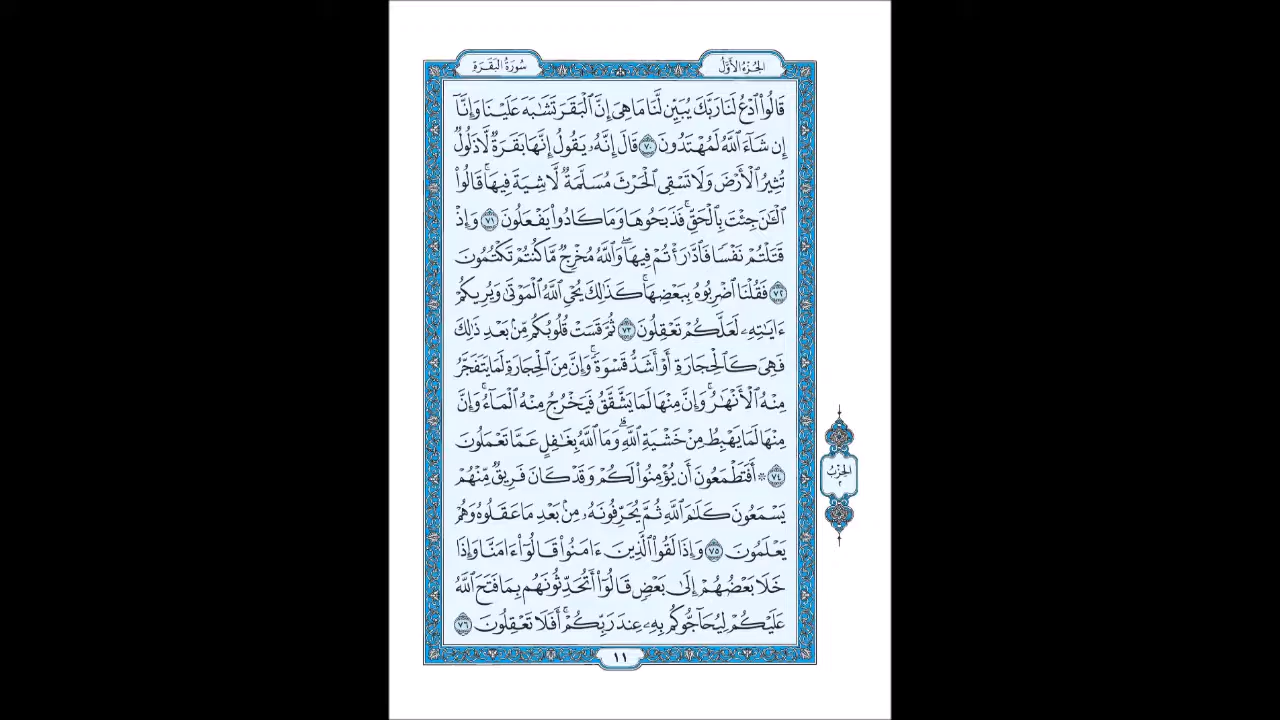 الجزء الأول
سورة البقرة
قَالُوا۟ ٱدْعُ لَنَا رَبَّكَ يُبَيِّن لَّنَا مَا هِىَ إِنَّ ٱلْبَقَرَ تَشَٰبَهَ عَلَيْنَا وَإِنَّآ
إِن شَآءَ ٱللَّهُ لَمُهْتَدُونَ ٧٠ قَالَ إِنَّهُۥ يَقُولُ إِنَّهَا بَقَرَةٌ لَّا ذَلُولٌ
تُثِيرُ ٱلْأَرْضَ وَلَا تَسْقِى ٱلْحَرْثَ مُسَلَّمَةٌ لَّا شِيَةَ فِيهَا ۚ قَالُوا۟
ٱلْـَٰٔنَ جِئْتَ بِٱلْحَقِّ ۚ فَذَبَحُوهَا وَمَا كَادُوا۟ يَفْعَلُونَ ٧١ وَإِذْ
قَتَلْتُمْ نَفْسًا فَٱدَّٰرَْٰٔتُمْ فِيهَا ۖ وَٱللَّهُ مُخْرِجٌ مَّا كُنتُمْ تَكْتُمُونَ
٧٢ فَقُلْنَا ٱضْرِبُوهُ بِبَعْضِهَا ۚ كَذَٰلِكَ يُحْىِ ٱللَّهُ ٱلْمَوْتَىٰ وَيُرِيكُمْ
ءَايَٰتِهِۦ لَعَلَّكُمْ تَعْقِلُونَ ٧٣ ثُمَّ قَسَتْ قُلُوبُكُم مِّنۢ بَعْدِ ذَٰلِكَ
فَهِىَ كَٱلْحِجَارَةِ أَوْ أَشَدُّ قَسْوَةً ۚ وَإِنَّ مِنَ ٱلْحِجَارَةِ لَمَا يَتَفَجَّرُ
مِنْهُ ٱلْأَنْهَٰرُ ۚ وَإِنَّ مِنْهَا لَمَا يَشَّقَّقُ فَيَخْرُجُ مِنْهُ ٱلْمَآءُ ۚ وَإِنَّ
مِنْهَا لَمَا يَهْبِطُ مِنْ خَشْيَةِ ٱللَّهِ ۗ وَمَا ٱللَّهُ بِغَٰفِلٍ عَمَّا تَعْمَلُونَ
٧٤ ۞ أَفَتَطْمَعُونَ أَن يُؤْمِنُوا۟ لَكُمْ وَقَدْ كَانَ فَرِيقٌ مِّنْهُمْ
يَسْمَعُونَ كَلَٰمَ ٱللَّهِ ثُمَّ يُحَرِّفُونَهُۥ مِنۢ بَعْدِ مَا عَقَلُوهُ وَهُمْ
يَعْلَمُونَ ٧٥ وَإِذَا لَقُوا۟ ٱلَّذِينَ ءَامَنُوا۟ قَالُوٓا۟ ءَامَنَّا وَإِذَا
خَلَا بَعْضُهُمْ إِلَىٰ بَعْضٍ قَالُوٓا۟ أَتُحَدِّثُونَهُم بِمَا فَتَحَ ٱللَّهُ
عَلَيْكُمْ لِيُحَآجُّوكُم بِهِۦ عِندَ رَبِّكُمْ ۚ أَفَلَا تَعْقِلُونَ ٧٦
الحزب
٢
١١